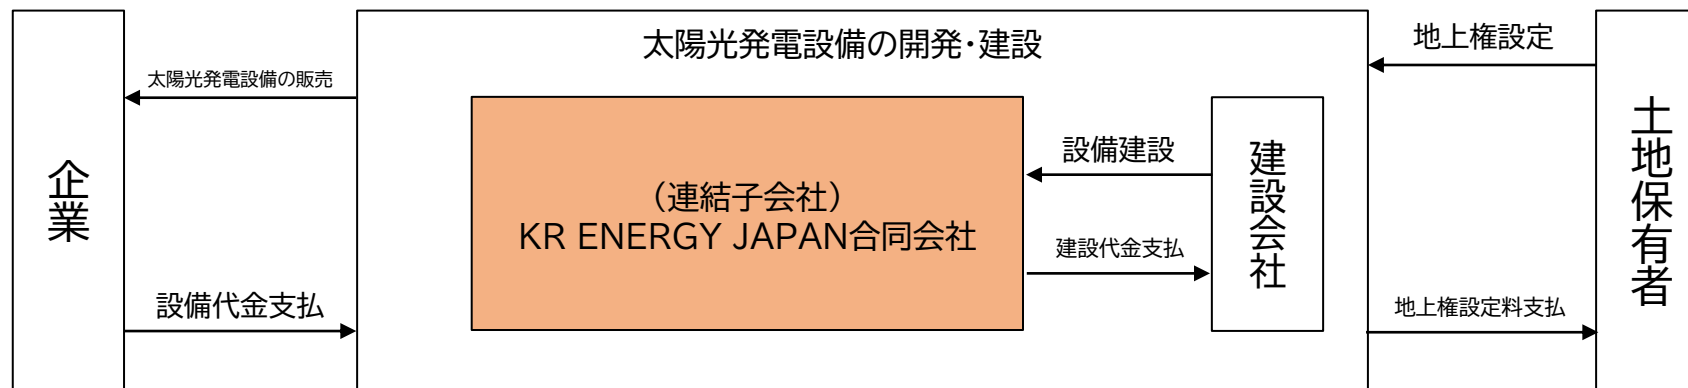 太陽光発電設備の開発・建設
地上権設定
太陽光発電設備の販売
企業
設備代金支払
（連結子会社）
KR ENERGY JAPAN合同会社
設備建設
建設代金支払
建設会社
地上権設定料支払
土地保有者